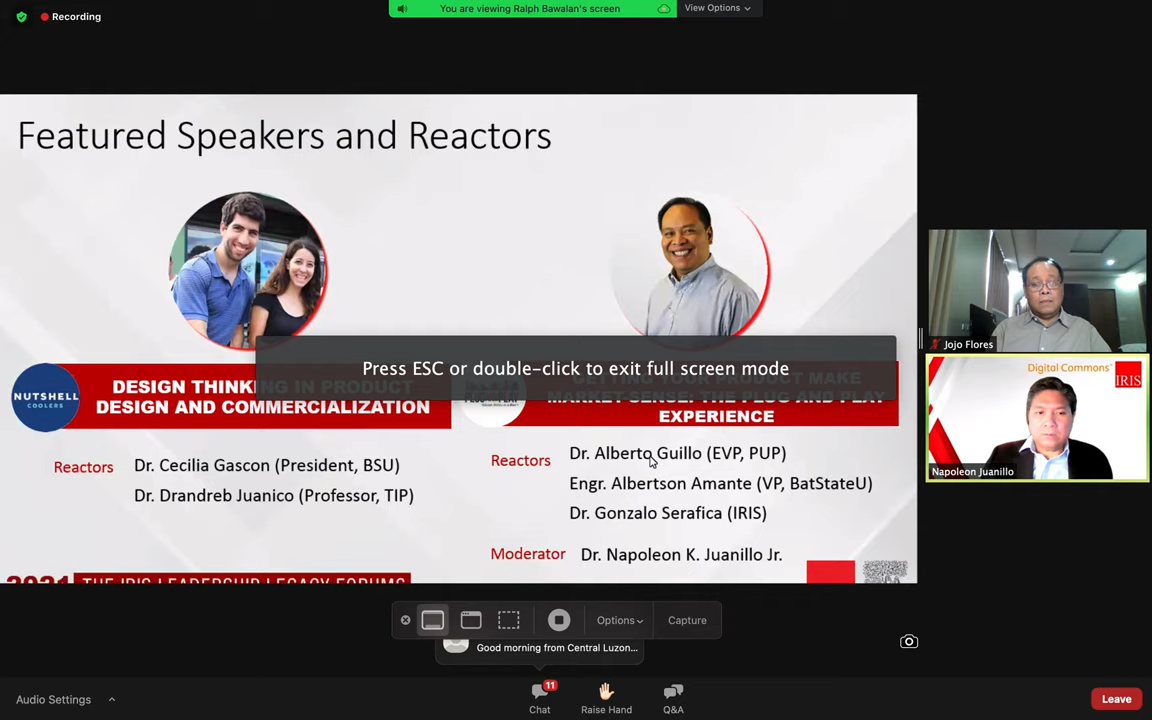 Recording
You are viewing Ralph Bawalan's screen
View Options
Featured Speakers and Reactors
Press ESC or double-click to exit full screen mode
NUTSHELL
COOLERS
DESIGN THINKING IN PRODUCT
DESIGN AND COMMERCIALIZATION
GETTING YOUR PRODUCT MAKE
MARKET SENSE: THE PLUG AND PLAY
EXPERIENCE
Reactors
Dr. Cecilia Gascon (President, BSU)
Dr. Drandreb Juanico (Professor, TIP)
Reactors
Dr. Alberto Guillo (EVP, PUP)
Engr. Albertson Amante (VP, BatStateU)
Dr. Gonzalo Serafica (IRIS)
Moderator
Dr. Napoleon K. Juanillo Jr.
2021 THE IRIS LEADERSHIP LEGACY FORUMS
Jojo Flores
Digital Commons
IRIS
Napoleon Juanillo
Options
Capture
Good morning from Central Luzon...
Audio Settings
11
Chat
Raise Hand
Q&A
Leave